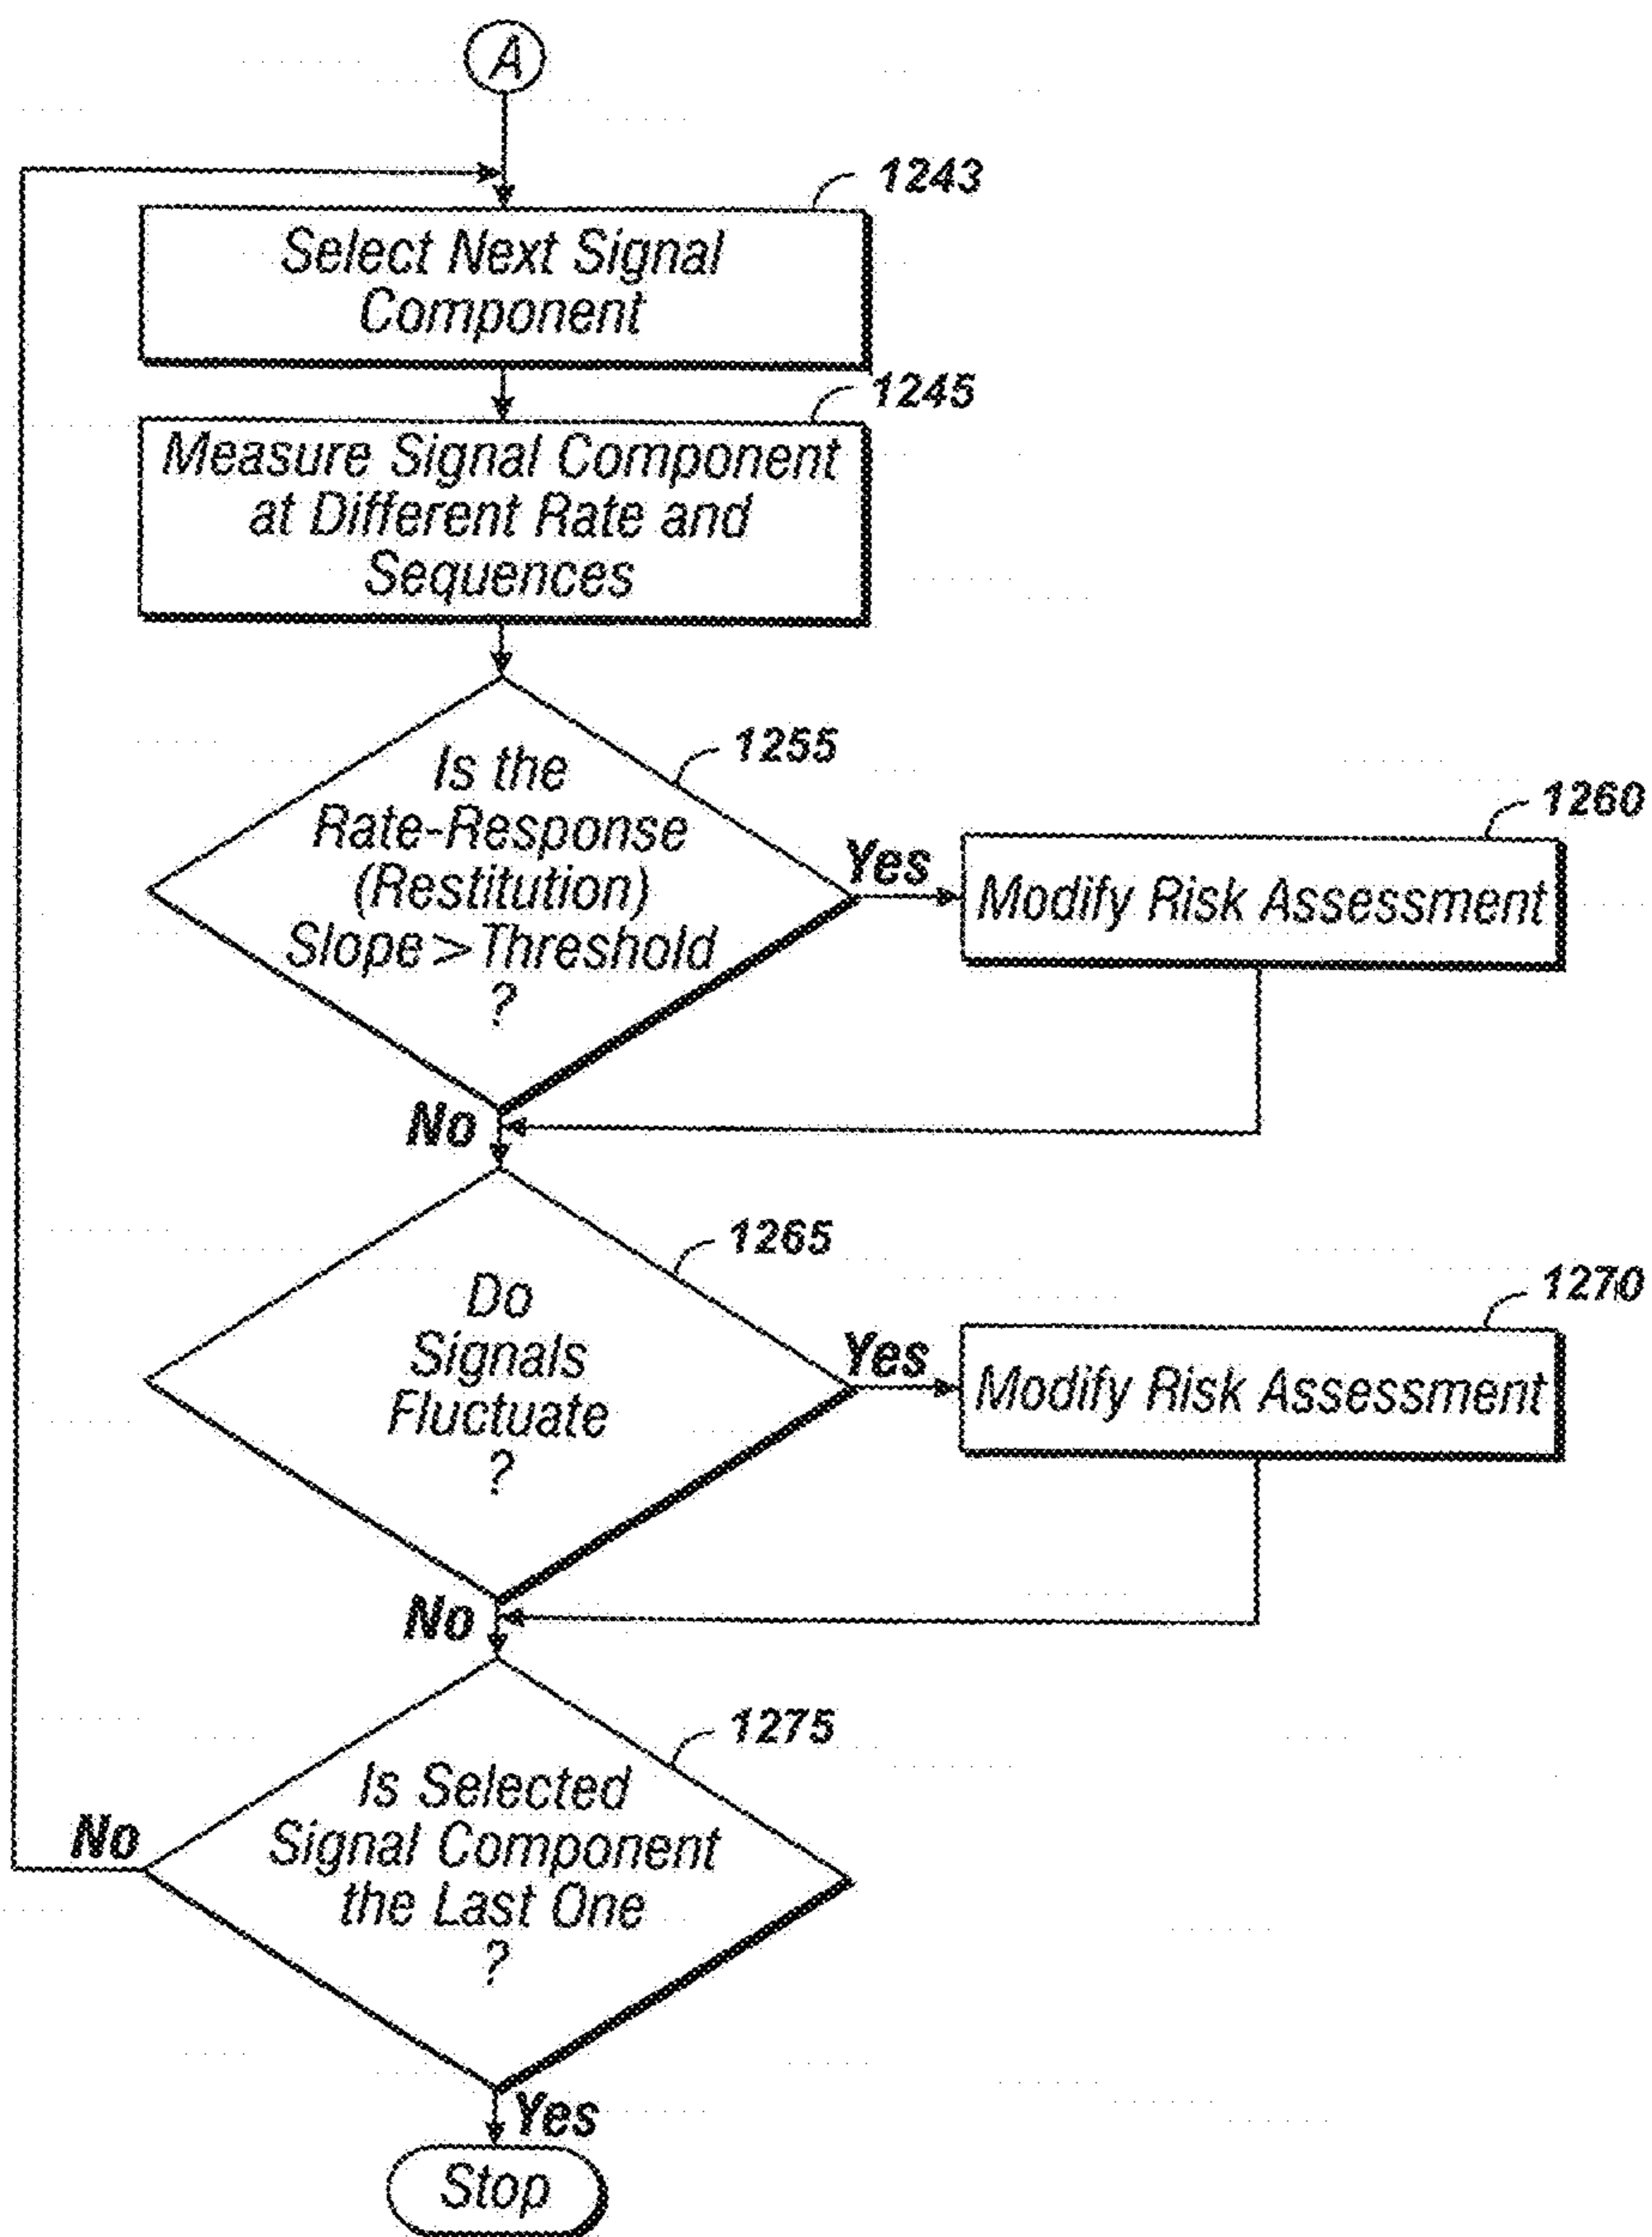 A
1243
Select Next Signal
Component
1245
Measure Signal Component
at Different Rate and
Sequences
1255
Is the
Rate-Response
(Restitution)
Slope > Threshold
?
Yes
1260
Modify Risk Assessment
No
1265
Do
Signals
Fluctuate
?
Yes
1270
Modify Risk Assessment
No
1275
Is Selected
Signal Component
the Last One
?
No
Yes
Stop